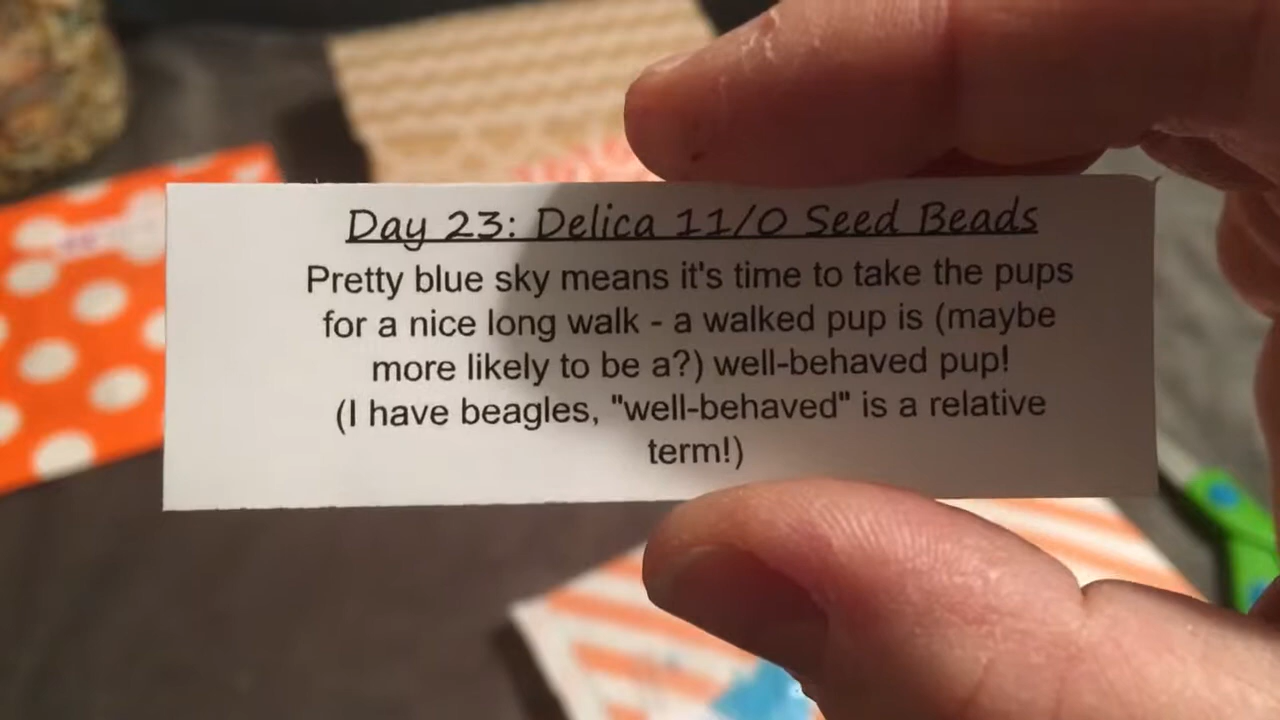 Day 23: Delica 11/0 Seed Beads
Pretty blue sky means it's time to take the pups
for a nice long walk - a walked pup is (maybe
more likely to be a?) well-behaved pup!
(I have beagles, "well-behaved" is a relative
term!)